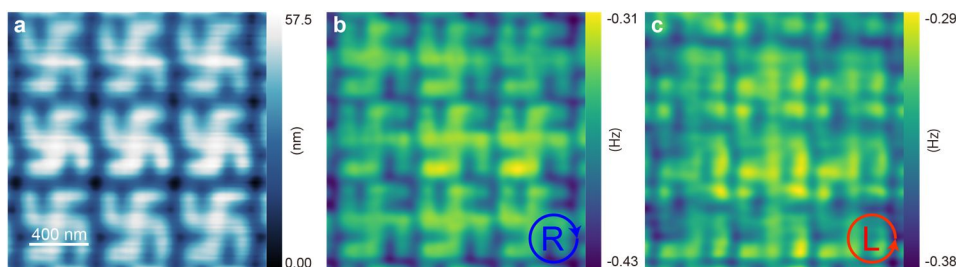 a
57.5
(nm)
0.00
400 nm
b
-0.31
(Hz)
-0.43
R
c
-0.29
(Hz)
-0.38
L